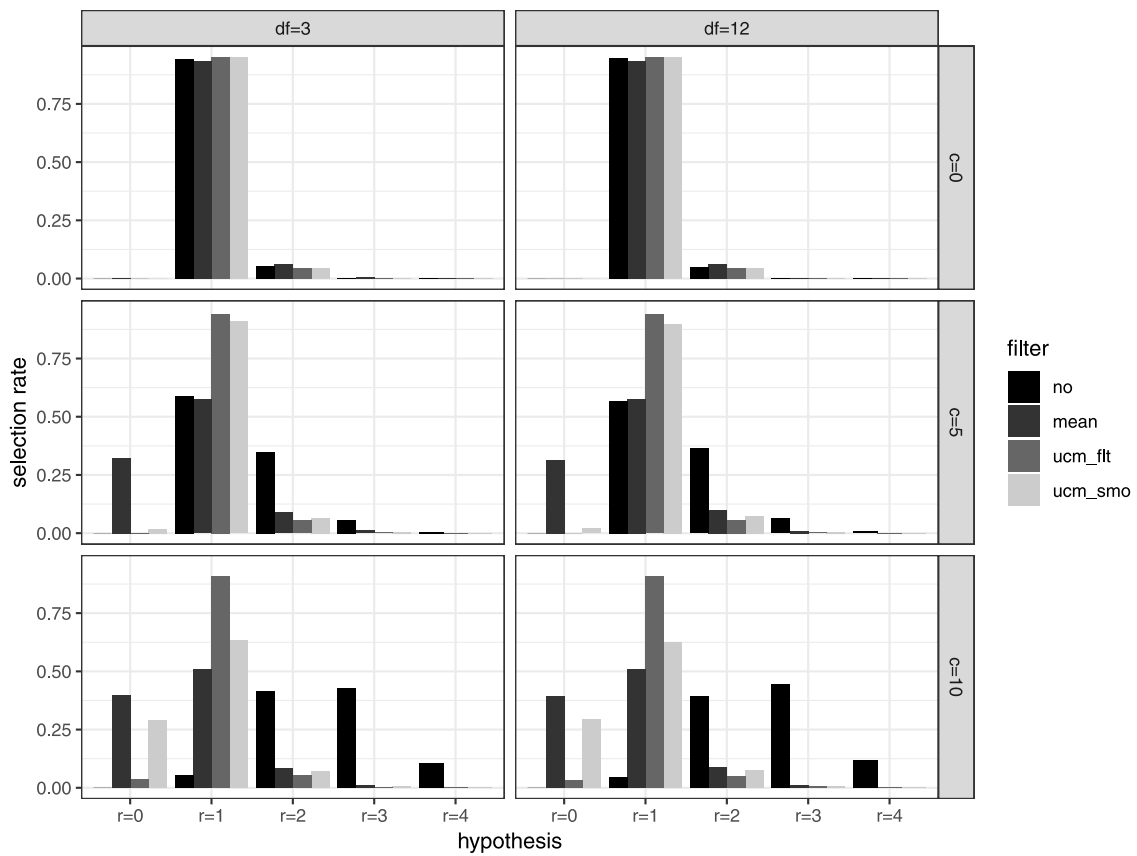 df=3
df=12
0.75
0.50
0.25
0.00
c=0
0.75
0.50
0.25
0.00
c=5
0.75
0.50
0.25
0.00
c=10
selection rate
r=0 r=1 r=2 r=3 r=4
r=0 r=1 r=2 r=3 r=4
hypothesis
filter
no
mean
ucm_flt
ucm_smo